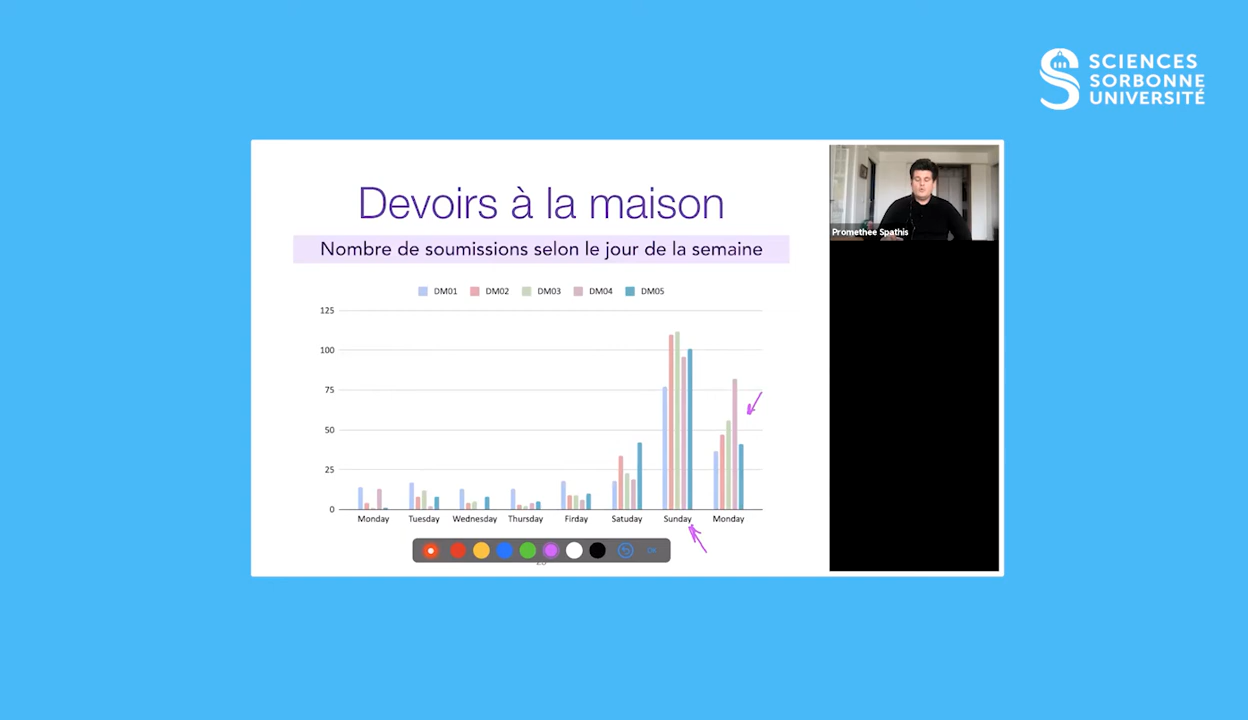 SCIENCES
SORBONNE
UNIVERSITÉ
Devoirs à la maison
Nombre de soumissions selon le jour de la semaine
DM01 DM02 DM03 DM04 DM05
125
100
75
50
25
0
Monday Tuesday Wednesday Thursday Firday Satuday Sunday Monday
Promethee Spathis